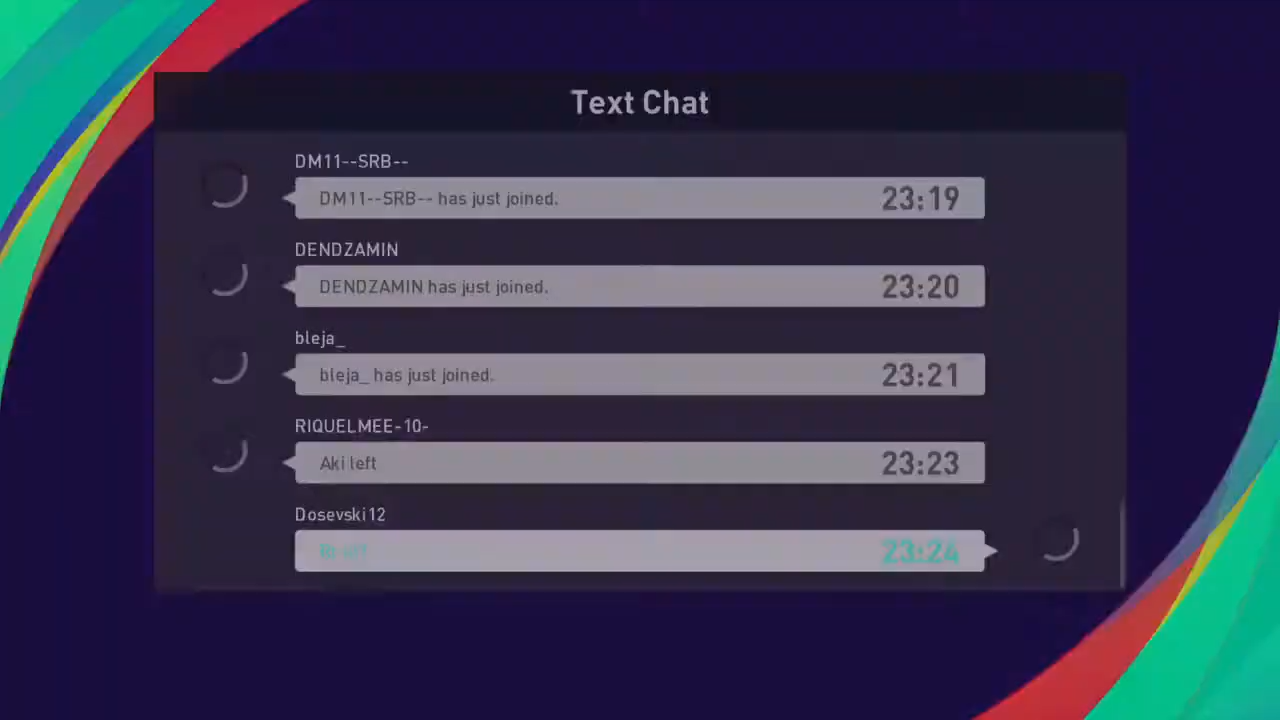 Text Chat
DM11--SRB--
DM11--SRB-- has just joined.
23:19
DENDZAMIN
DENDZAMIN has just joined.
23:20
bleja_
bleja_ has just joined.
23:21
RIQUELMEE-10-
Aki left
23:23
Dosevski12
23:24